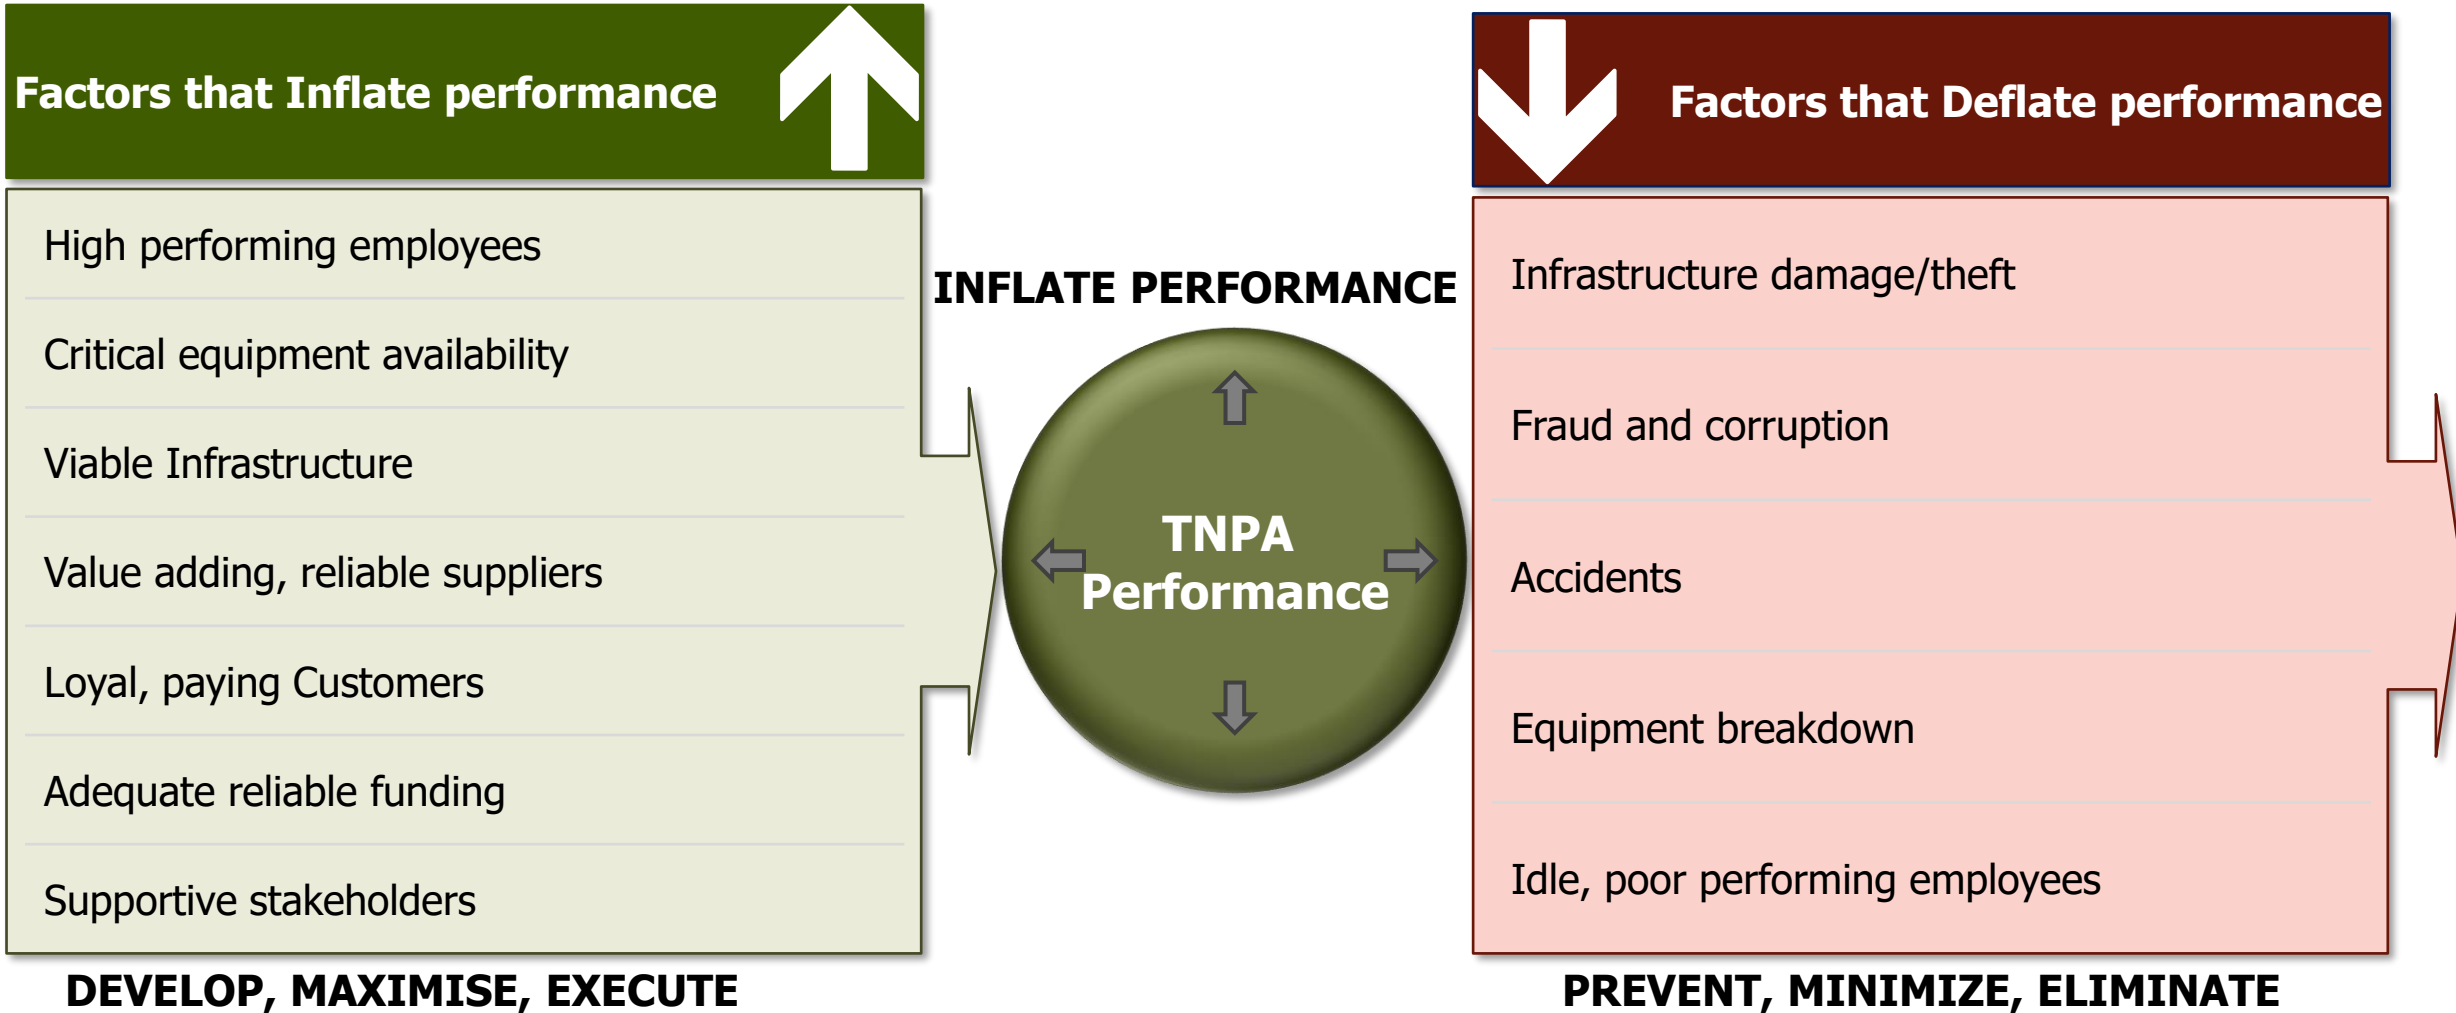 Factors that Inflate performance
High performing employees
Critical equipment availability
Viable Infrastructure
Value adding, reliable suppliers
Loyal, paying Customers
Adequate reliable funding
Supportive stakeholders
DEVELOP, MAXIMISE, EXECUTE
INFLATE PERFORMANCE
TNPA
Performance
Factors that Deflate performance
Infrastructure damage/theft
Fraud and corruption
Accidents
Equipment breakdown
Idle, poor performing employees
PREVENT, MINIMIZE, ELIMINATE